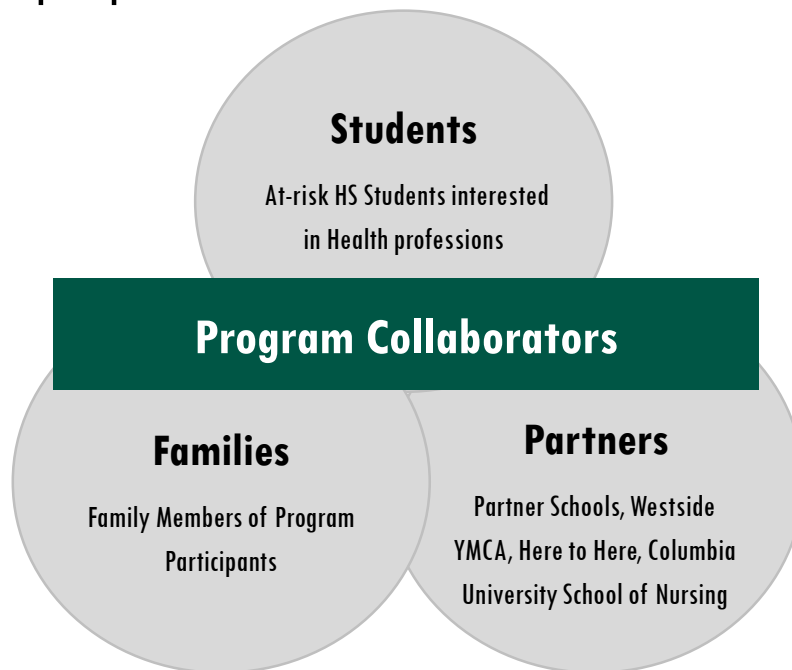 Students
At-risk HS Students interested
in Health professions
Program Collaborators
Families
Family Members of Program
Participants
Partners
Partner Schools, Westside
YMCA, Here to Here, Columbia
University School of Nursing